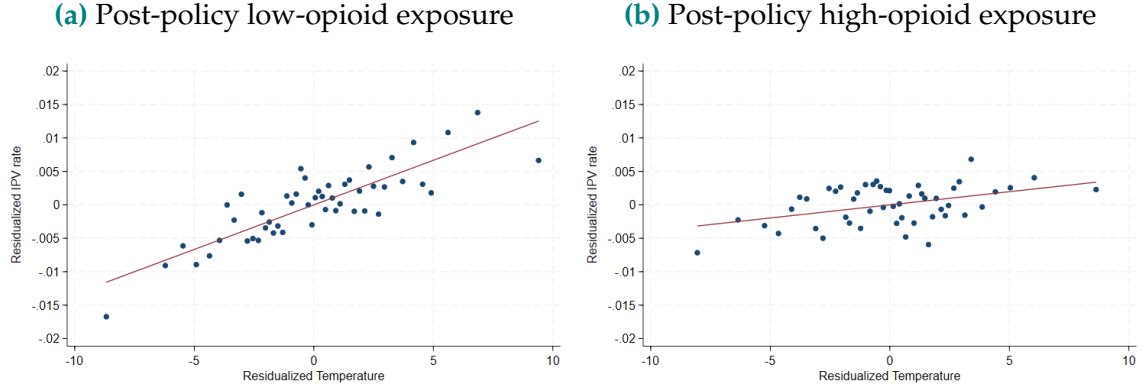 (a) Post-policy low-opioid exposure
.02
.015
.01
.005
0
-.005
-.01
-.015
-.02
Residualized IPV rate
-10 -5 0 5 10
Residualized Temperature
(b) Post-policy high-opioid exposure
.02
.015
.01
.005
0
-.005
-.01
-.015
-.02
Residualized IPV rate
-10 -5 0 5 10
Residualized Temperature